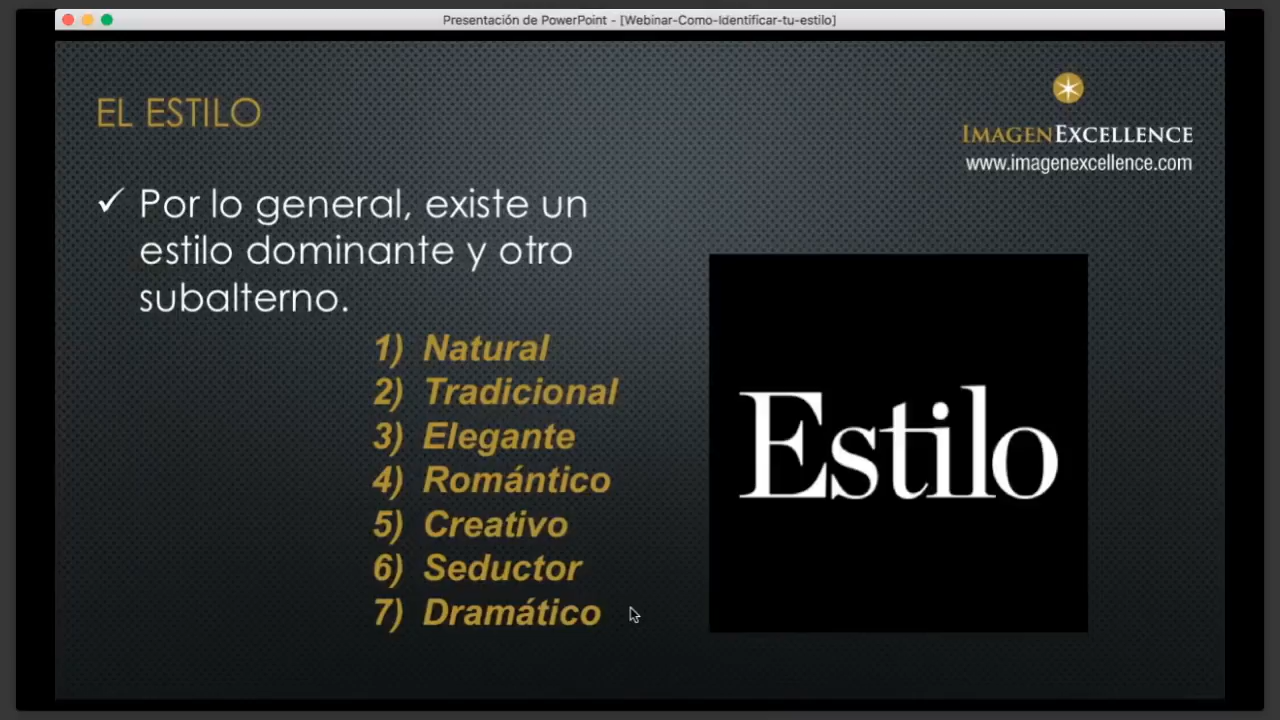 Presentación de PowerPoint - [Webinar-Como-Identificar-tu-estilo]
EL ESTILO
IMAGENEXCELLENCE
www.imagenexcellence.com
✓ Por lo general, existe un
estilo dominante y otro
subalterno.
1) Natural
2) Tradicional
3) Elegante
4) Romántico
5) Creativo
6) Seductor
7) Dramático
Estilo